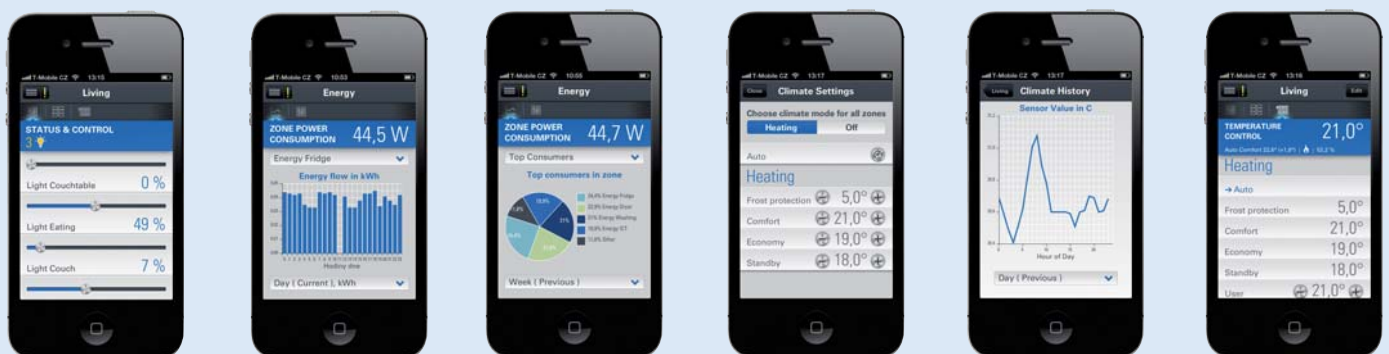 T-Mobile CZ 13:15
Living
STATUS & CONTROL
3
Light Couchtable 0 %
Light Eating 49 %
Light Couch 7 %
T-Mobile CZ 10:53
Energy
ZONE POWER
CONSUMPTION 44,5 W
Energy Fridge
Energy flow in kWh
Hodiny dne
Day ( Current ), kWh
T-Mobile CZ 10:55
Energy
ZONE POWER
CONSUMPTION 44,7 W
Top Consumers
Top consumers in zone
Energy Fridge
21%
21% Energy Washing
Week ( Previous )
T-Mobile CZ 13:17
Close Climate Settings
Choose climate mode for all zones
Heating Off
Auto
Heating
Frost protection 5,0°
Comfort 21,0°
Economy 19,0°
Standby 18,0°
T-Mobile CZ 13:17
Living Climate History
Sensor Value in C
Hour of Day
Day ( Previous )
T-Mobile CZ 13:16
Living Edit
TEMPERATURE
CONTROL 21,0°
Heating
→ Auto
Frost protection 5,0°
Comfort 21,0°
Economy 19,0°
Standby 18,0°
User 21,0°